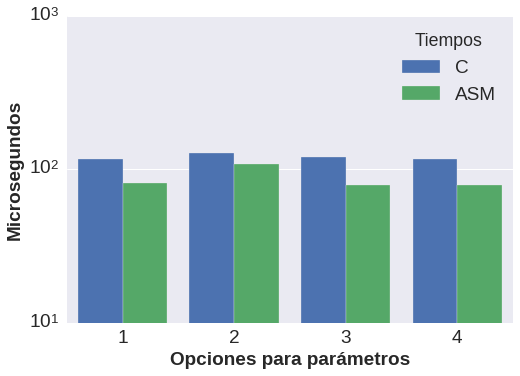 10³
Tiempos
C
ASM
10²
Microsegundos
10¹
1 2 3 4
Opciones para parámetros